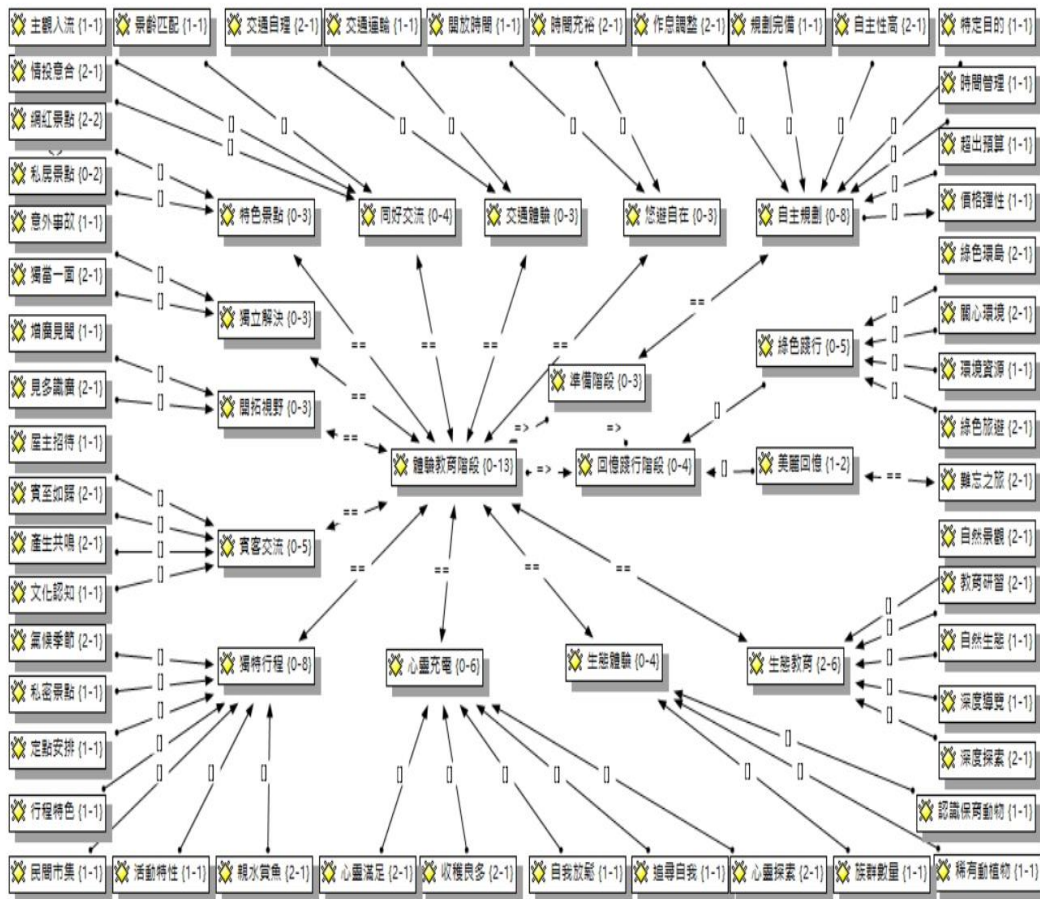 主觀入流 {1-1}
景齡匹配 {1-1}
交通自理 {2-1}
交通運輸 {1-1}
開放時間 {1-1}
時間充裕 {2-1}
作息調整 {2-1}
規劃完備 {1-1}
自主性高 {2-1}
特定目的 {1-1}
情投意合 {2-1}
時間管理 {1-1}
網紅景點 {2-2}
超出預算 {1-1}
私房景點 {0-2}
價格彈性 {1-1}
特色景點 {0-3}
同好交流 {0-4}
交通體驗 {0-3}
悠遊自在 {0-3}
自主規劃 {0-8}
意外事故 {1-1}
綠色環島 {2-1}
獨當一面 {2-1}
關心環境 {2-1}
獨立解決 {0-3}
增廣見聞 {1-1}
綠色踐行 {0-5}
環境資源 {1-1}
見多識廣 {2-1}
開拓視野 {0-3}
準備階段 {0-3}
綠色旅遊 {2-1}
屋主招待 {1-1}
體驗教育階段 {0-13}
回憶踐行階段 {0-4}
美麗回憶 {1-2}
難忘之旅 {2-1}
賓至如歸 {2-1}
自然景觀 {2-1}
產生共鳴 {2-1}
賓客交流 {0-5}
教育研習 {2-1}
文化認知 {1-1}
氣候季節 {2-1}
獨特行程 {0-8}
心靈充電 {0-6}
生態體驗 {0-4}
生態教育 {2-6}
自然生態 {1-1}
私密景點 {1-1}
深度導覽 {1-1}
定點安排 {1-1}
深度探索 {2-1}
行程特色 {1-1}
認識保育動物 {1-1}
民間市集 {1-1}
活動特性 {1-1}
親水賞魚 {2-1}
心靈滿足 {2-1}
收穫良多 {2-1}
自我放鬆 {1-1}
追尋自我 {1-1}
心靈探索 {2-1}
族群數量 {1-1}
稀有動植物 {1-1}